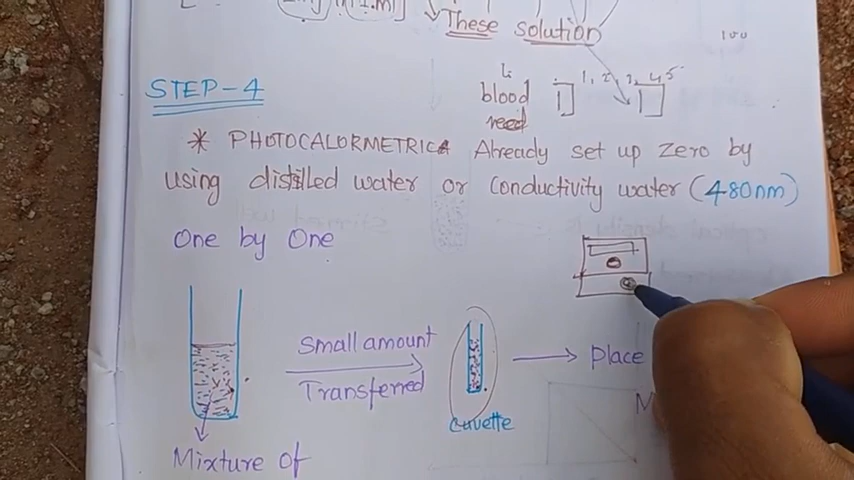 These solution
100
STEP-4
1, 2, 3, 4, 5
blood
* PHOTOCALORMETRICA Already set up zero by
using distilled water or Conductivity water (480nm)
One by One
Small amount
Transferred
Place
Cuvette
Mixture of